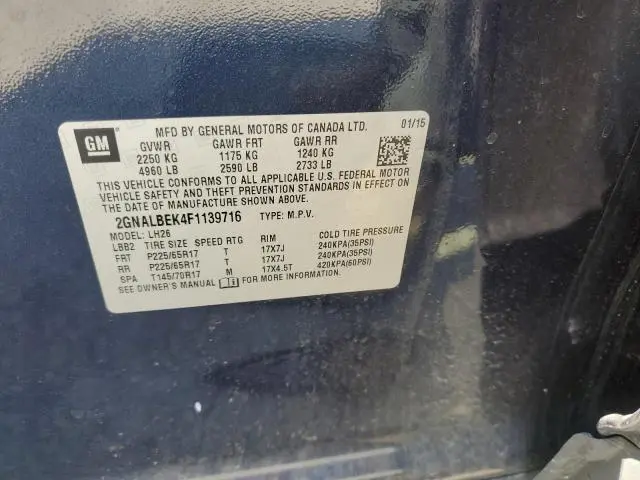 GM
MFD BY GENERAL MOTORS OF CANADA LTD. 01/15
GVWR GAWR FRT GAWR RR
2250 KG 1175 KG 1240 KG
4960 LB 2590 LB 2733 LB
THIS VEHICLE CONFORMS TO ALL APPLICABLE U.S. FEDERAL MOTOR
VEHICLE SAFETY AND THEFT PREVENTION STANDARDS IN EFFECT ON
THE DATE OF MANUFACTURE SHOWN ABOVE.
2GNALBEK4F1139716 TYPE: M.P.V.
MODEL: LH26
LBB2 TIRE SIZE SPEED RTG RIM COLD TIRE PRESSURE
FRT P225/65R17 T 17X7J 240KPA(35PSI)
RR P225/65R17 T 17X7J 240KPA(35PSI)
SPA T145/70R17 M 17X4.5T 420KPA(60PSI)
SEE OWNER'S MANUAL i FOR MORE INFORMATION.